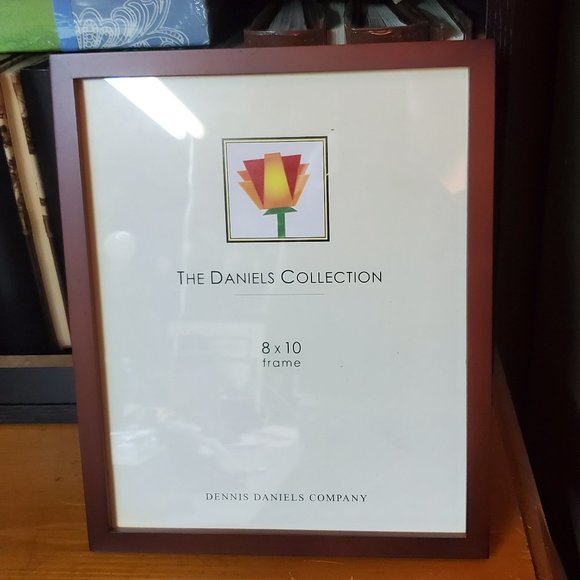 THE DANIELS COLLECTION
8 x 10
frame
DENNIS DANIELS COMPANY